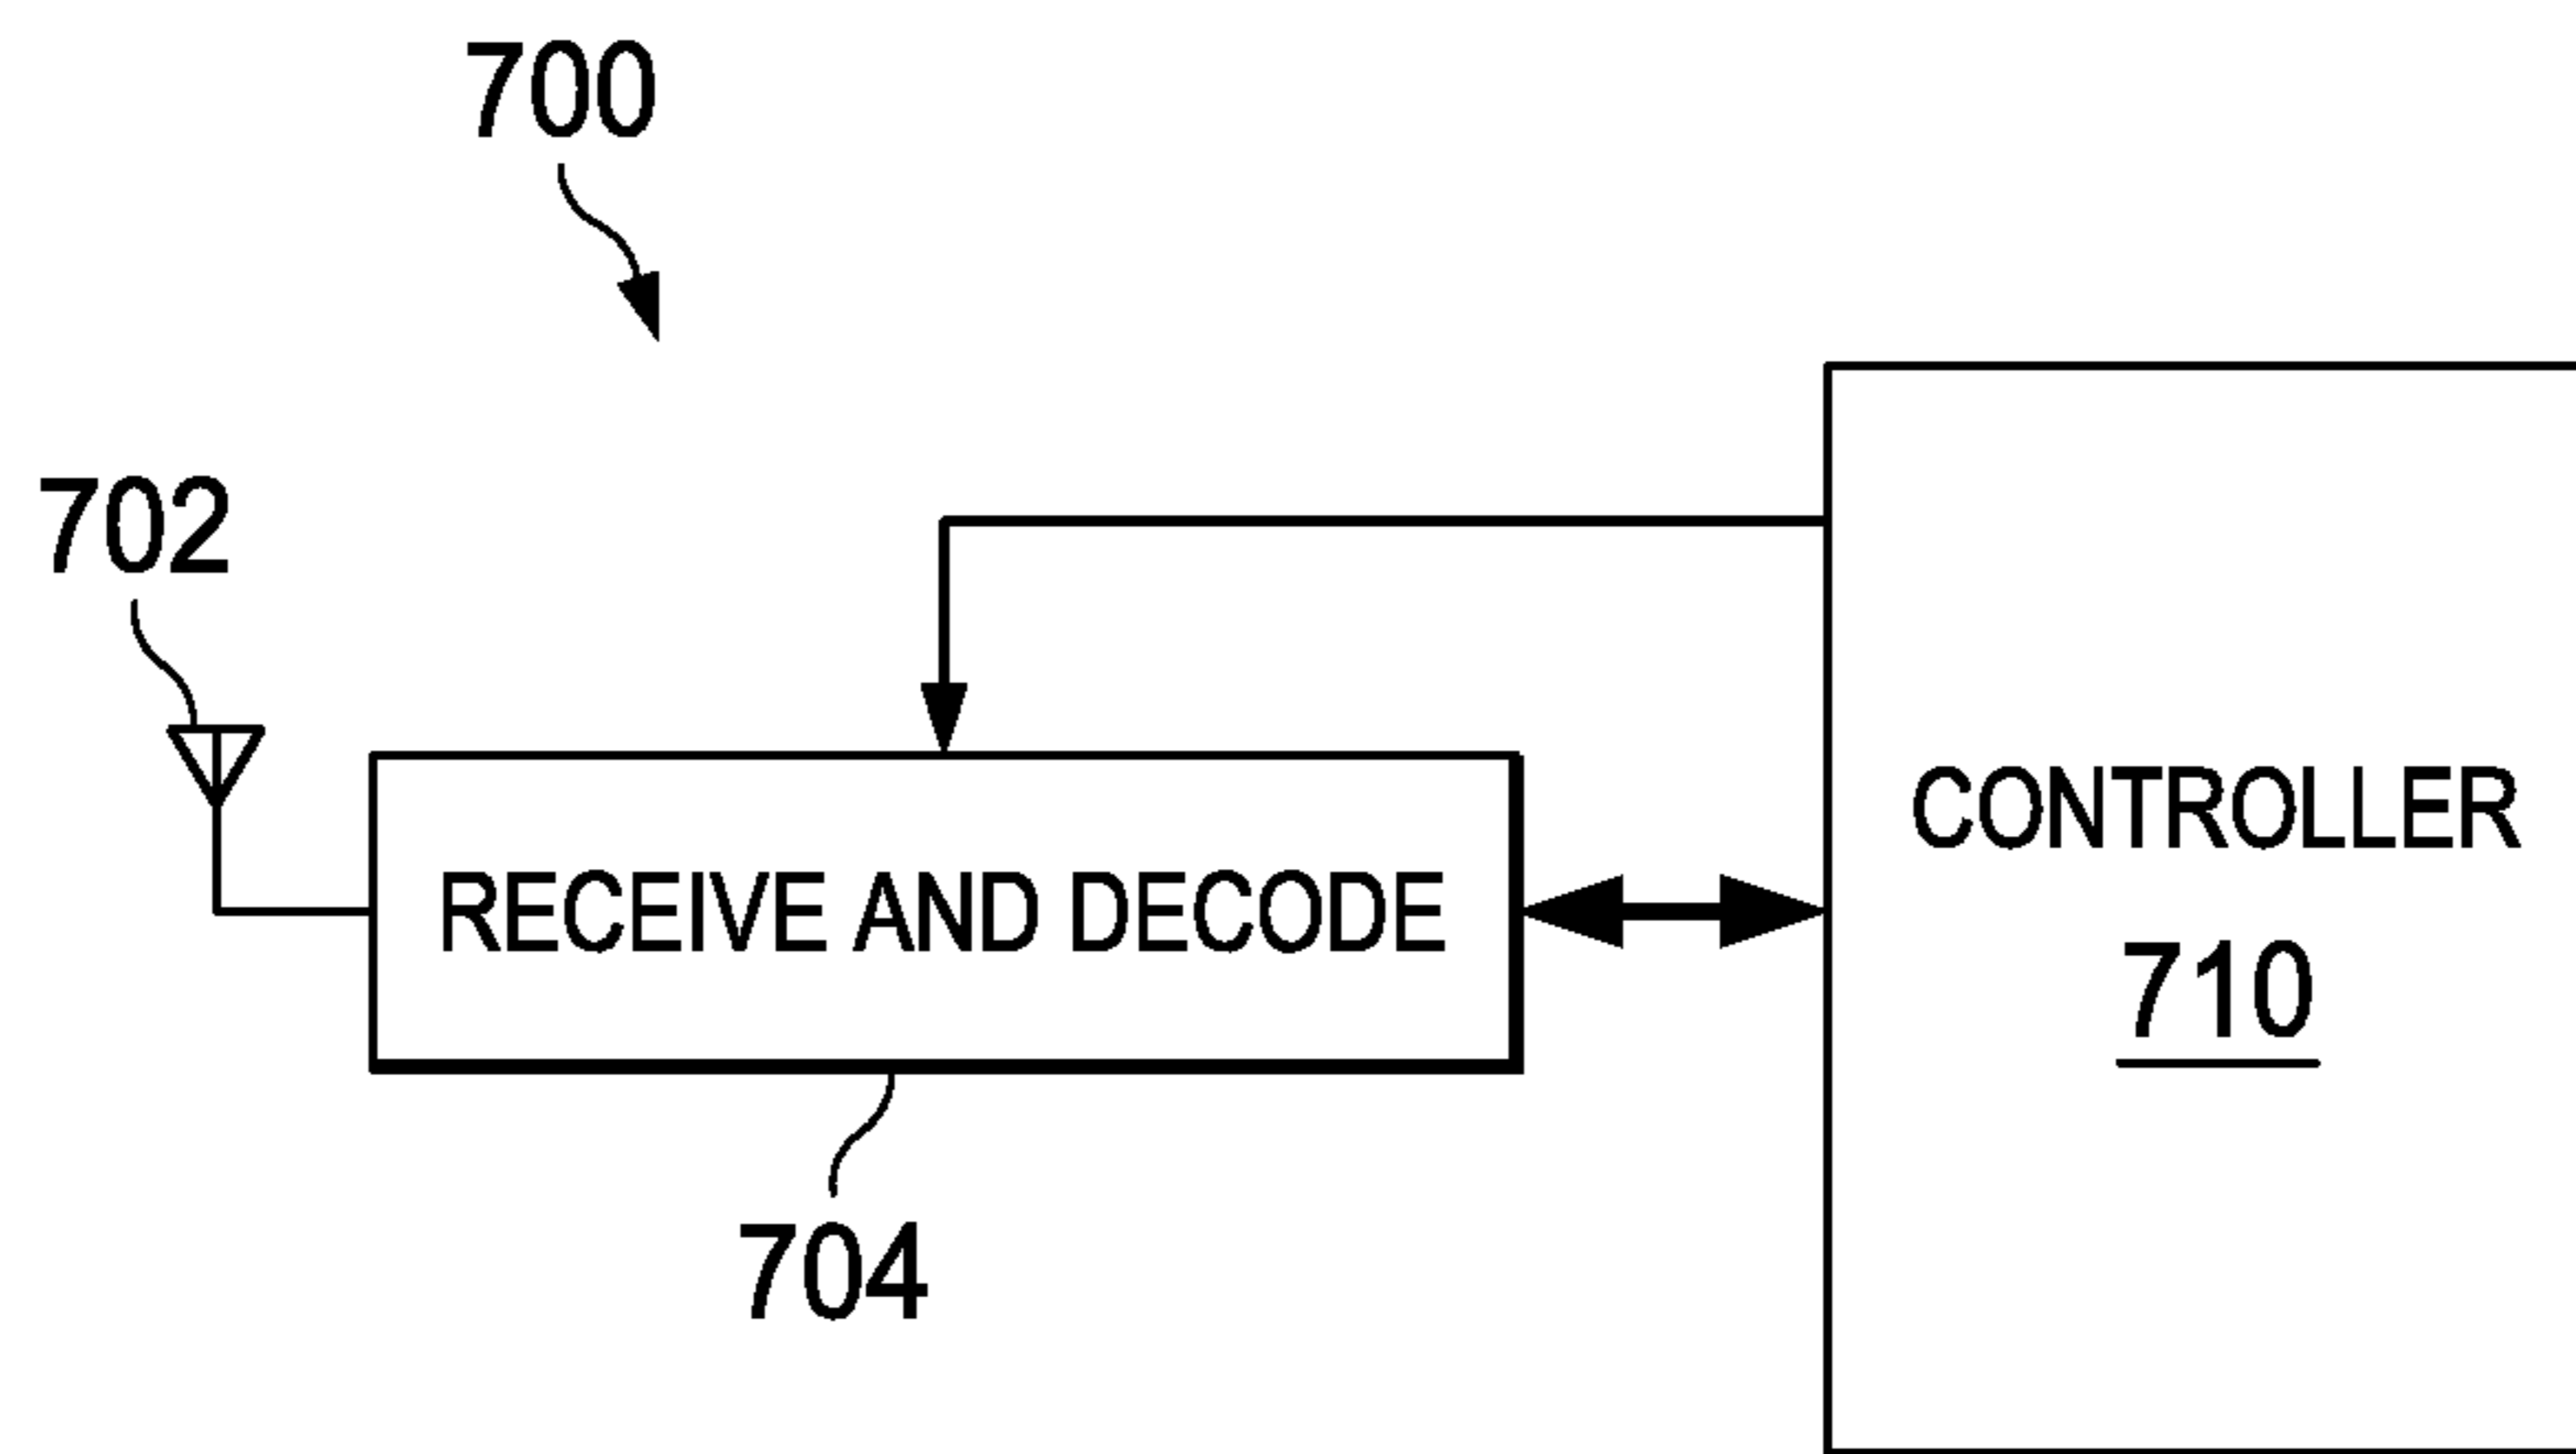 700
702
CONTROLLER
710
RECEIVE AND DECODE
704